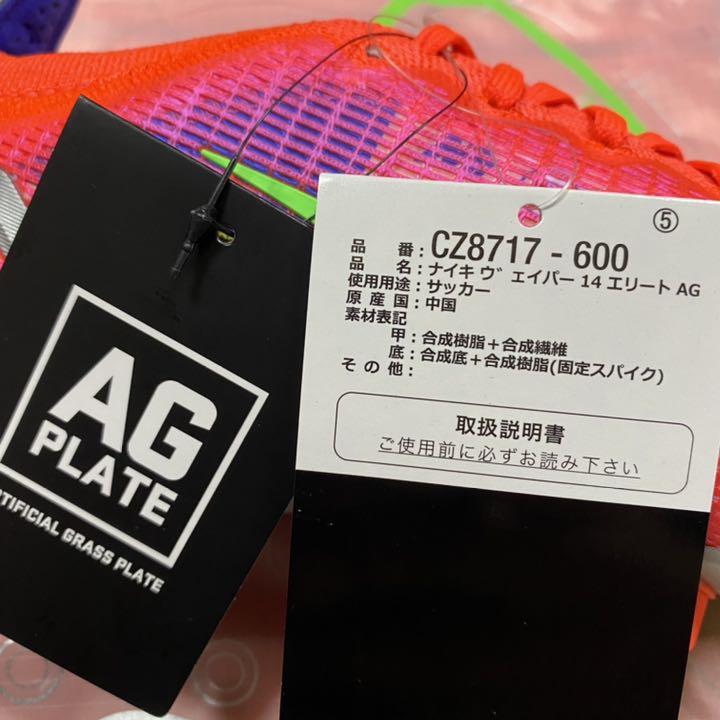 AG
PLATE
ARTIFICIAL GRASS PLATE
⑤
品 番:CZ8717-600
品 名:ナイキ ヴェイパー 14 エリート AG
使用用途:サッカー
原 産 国:中国
素材表記
甲:合成樹脂+合成繊維
底:合成底+合成樹脂(固定スパイク)
そ の 他:
取扱説明書
ご使用前に必ずお読み下さい